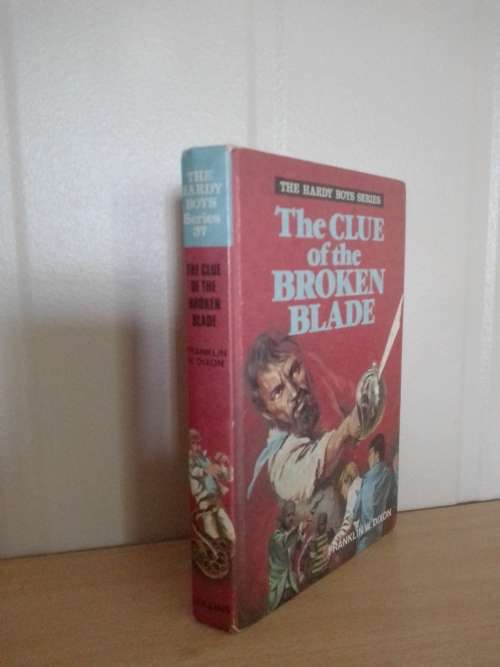 THE
HARDY
BOYS
Series
37
THE CLUE
OF THE
BROKEN
BLADE
FRANKLIN
W. DIXON
COLLINS
THE HARDY BOYS SERIES
The CLUE
of the
BROKEN
BLADE
FRANKLIN W. DIXON